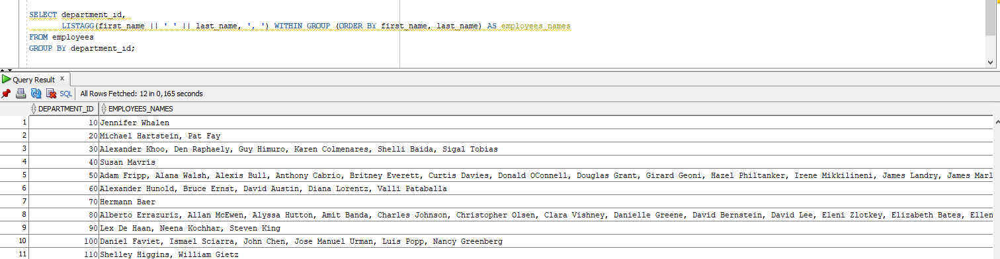 SELECT department_id,
LISTAGG(first_name || ' ' || last_name, ', ') WITHIN GROUP (ORDER BY first_name, last_name) AS employees_names
FROM employees
GROUP BY department_id;
Query Result x
SQL All Rows Fetched: 12 in 0,165 seconds
DEPARTMENT_ID EMPLOYEES_NAMES
1 10 Jennifer Whalen
2 20 Michael Hartstein, Pat Fay
3 30 Alexander Khoo, Den Raphaely, Guy Himuro, Karen Colmenares, Shelli Baida, Sigal Tobias
4 40 Susan Mavris
5 50 Adam Fripp, Alana Walsh, Alexis Bull, Anthony Cabrio, Britney Everett, Curtis Davies, Donald OConnell, Douglas Grant, Girard Geoni, Hazel Philtanker, Irene Mikkilineni, James Landry, James Marl
6 60 Alexander Hunold, Bruce Ernst, David Austin, Diana Lorentz, Valli Pataballa
7 70 Hermann Baer
8 80 Alberto Errazuriz, Allan McEwen, Alyssa Hutton, Amit Banda, Charles Johnson, Christopher Olsen, Clara Vishney, Danielle Greene, David Bernstein, David Lee, Eleni Zlotkey, Elizabeth Bates, Ellen
9 90 Lex De Haan, Neena Kochhar, Steven King
10 100 Daniel Faviet, Ismael Sciarra, John Chen, Jose Manuel Urman, Luis Popp, Nancy Greenberg
11 110 Shelley Higgins, William Gietz